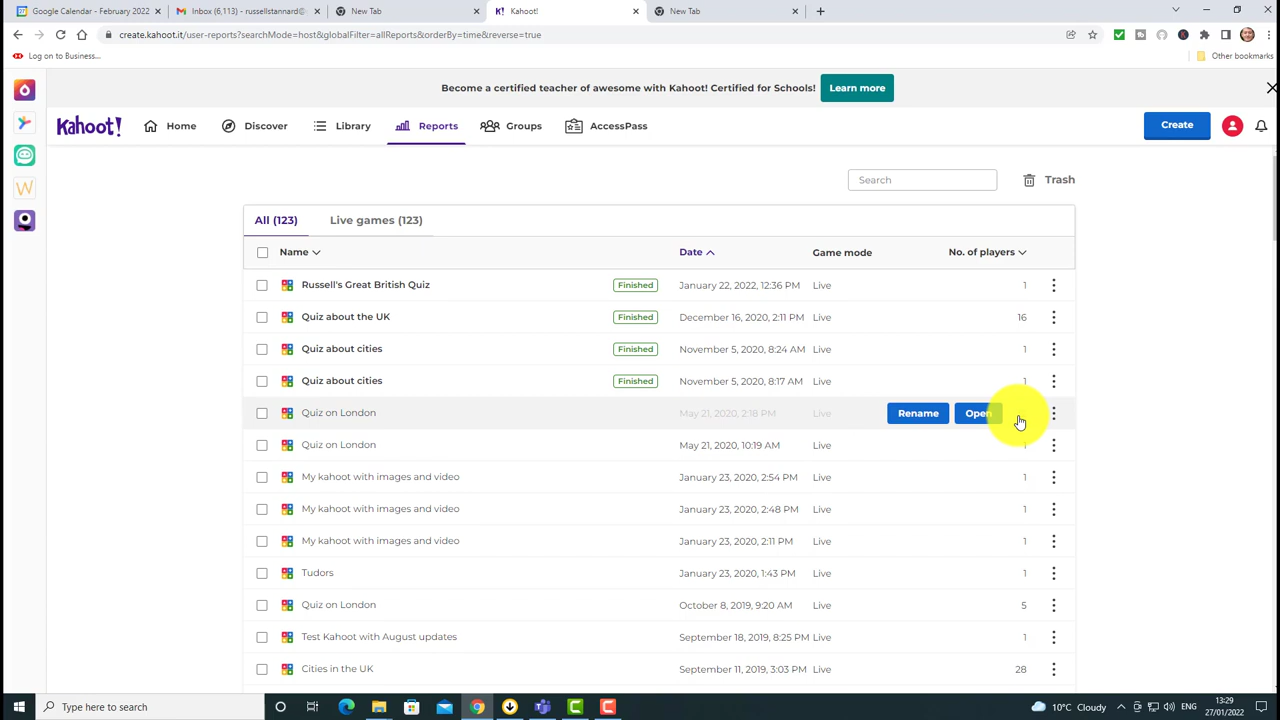 Google Calendar - February 2022
Inbox (6,113) - russellstannard@
New Tab
Kahoot!
New Tab
create.kahoot.it/user-reports?searchMode=host&globalFilter=allReports&orderBy=time&reverse=true
Log on to Business...
Other bookmarks
Become a certified teacher of awesome with Kahoot! Certified for Schools!
Learn more
Kahoot!
Home
Discover
Library
Reports
Groups
AccessPass
Create
Search
Trash
All (123)
Live games (123)
Name Date Game mode No. of players
Russell's Great British Quiz Finished January 22, 2022, 12:36 PM Live 1
Quiz about the UK Finished December 16, 2020, 2:11 PM Live 16
Quiz about cities Finished November 5, 2020, 8:24 AM Live 1
Quiz about cities Finished November 5, 2020, 8:17 AM Live 1
Quiz on London May 21, 2020, 2:18 PM Live Rename Open
Quiz on London May 21, 2020, 10:19 AM Live 1
My kahoot with images and video January 23, 2020, 2:54 PM Live 1
My kahoot with images and video January 23, 2020, 2:48 PM Live 1
My kahoot with images and video January 23, 2020, 2:11 PM Live 1
Tudors January 23, 2020, 1:43 PM Live 1
Quiz on London October 8, 2019, 9:20 AM Live 5
Test Kahoot with August updates September 18, 2019, 8:25 PM Live 1
Cities in the UK September 11, 2019, 3:03 PM Live 28
Type here to search
10°C Cloudy
ENG
13:29
27/01/2022